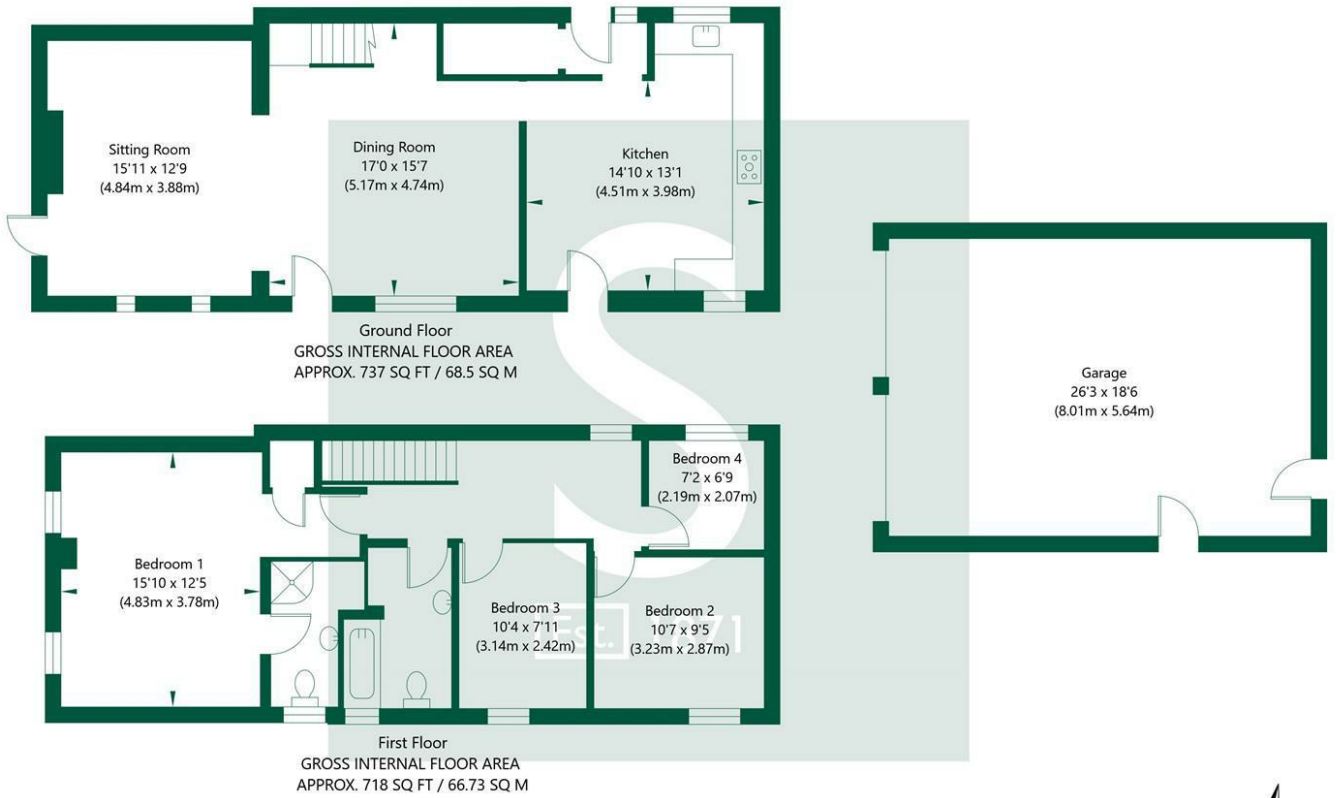 Sitting Room
15'11 x 12'9
(4.84m x 3.88m)
Dining Room
17'0 x 15'7
(5.17m x 4.74m)
Kitchen
14'10 x 13'1
(4.51m x 3.98m)
Ground Floor
GROSS INTERNAL FLOOR AREA
APPROX. 737 SQ FT / 68.5 SQ M
Garage
26'3 x 18'6
(8.01m x 5.64m)
Bedroom 4
7'2 x 6'9
(2.19m x 2.07m)
Bedroom 1
15'10 x 12'5
(4.83m x 3.78m)
Bedroom 3
10'4 x 7'11
(3.14m x 2.42m)
Bedroom 2
10'7 x 9'5
(3.23m x 2.87m)
S
Est. 1871
First Floor
GROSS INTERNAL FLOOR AREA
APPROX. 718 SQ FT / 66.73 SQ M